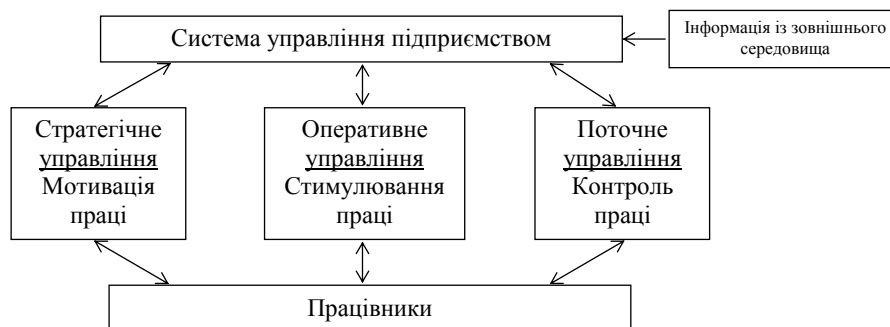 Система управління підприємством
Інформація із зовнішнього
середовища
Стратегічне
управління
Мотивація
праці
Оперативне
управління
Стимулювання
праці
Поточне
управління
Контроль
праці
Працівники